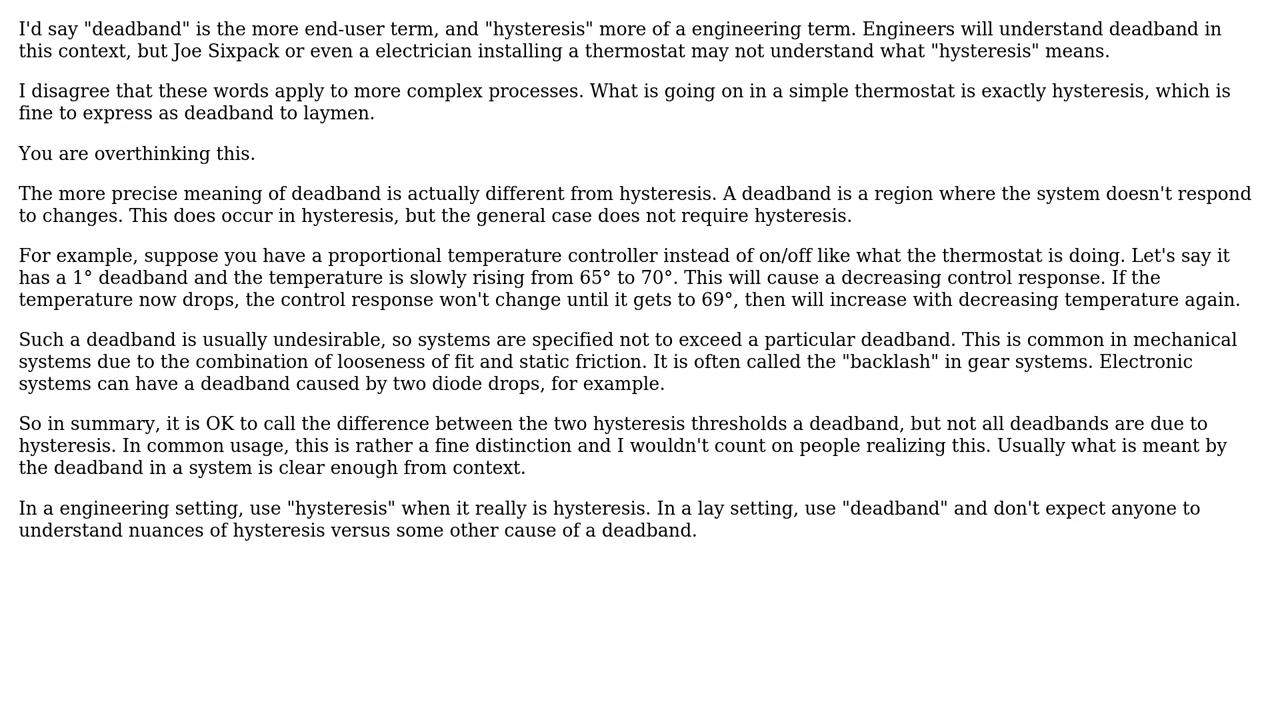 I'd say "deadband" is the more end-user term, and "hysteresis" more of a engineering term. Engineers will understand deadband in
this context, but Joe Sixpack or even a electrician installing a thermostat may not understand what "hysteresis" means.
I disagree that these words apply to more complex processes. What is going on in a simple thermostat is exactly hysteresis, which is
fine to express as deadband to laymen.
You are overthinking this.
The more precise meaning of deadband is actually different from hysteresis. A deadband is a region where the system doesn't respond
to changes. This does occur in hysteresis, but the general case does not require hysteresis.
For example, suppose you have a proportional temperature controller instead of on/off like what the thermostat is doing. Let's say it
has a 1° deadband and the temperature is slowly rising from 65° to 70°. This will cause a decreasing control response. If the
temperature now drops, the control response won't change until it gets to 69°, then will increase with decreasing temperature again.
Such a deadband is usually undesirable, so systems are specified not to exceed a particular deadband. This is common in mechanical
systems due to the combination of looseness of fit and static friction. It is often called the "backlash" in gear systems. Electronic
systems can have a deadband caused by two diode drops, for example.
So in summary, it is OK to call the difference between the two hysteresis thresholds a deadband, but not all deadbands are due to
hysteresis. In common usage, this is rather a fine distinction and I wouldn't count on people realizing this. Usually what is meant by
the deadband in a system is clear enough from context.
In a engineering setting, use "hysteresis" when it really is hysteresis. In a lay setting, use "deadband" and don't expect anyone to
understand nuances of hysteresis versus some other cause of a deadband.